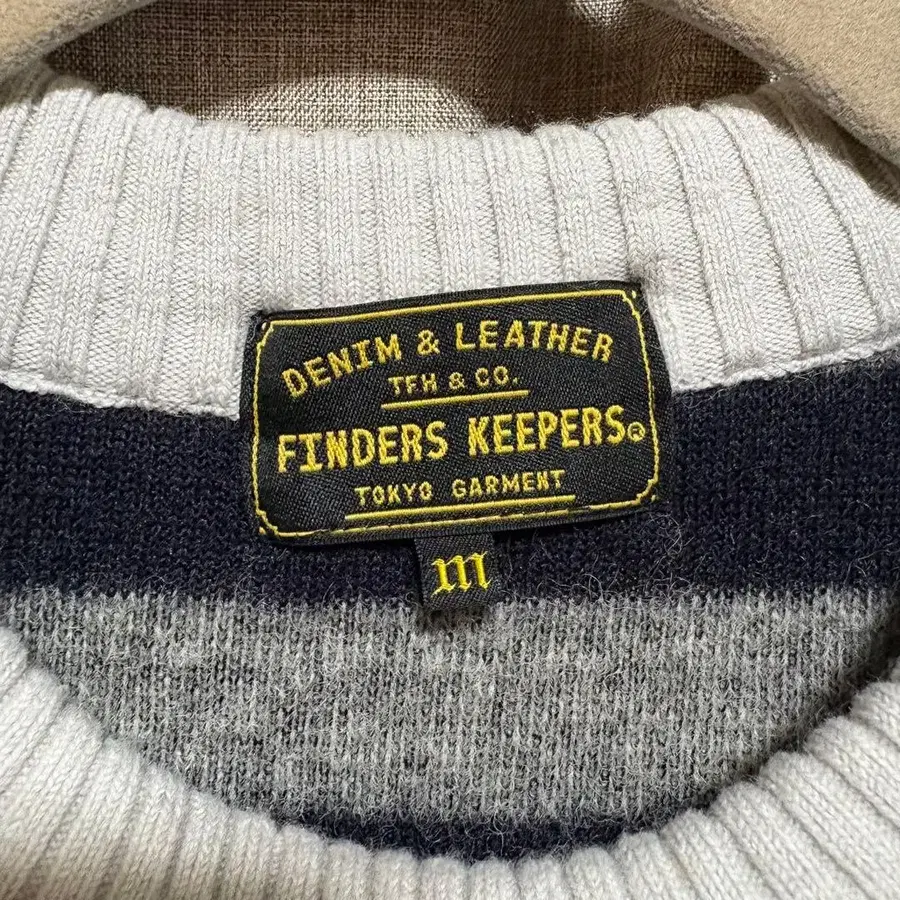 DENIM & LEATHER
TFH & CO.
FINDERS KEEPERS®
TOKYO GARMENT
m